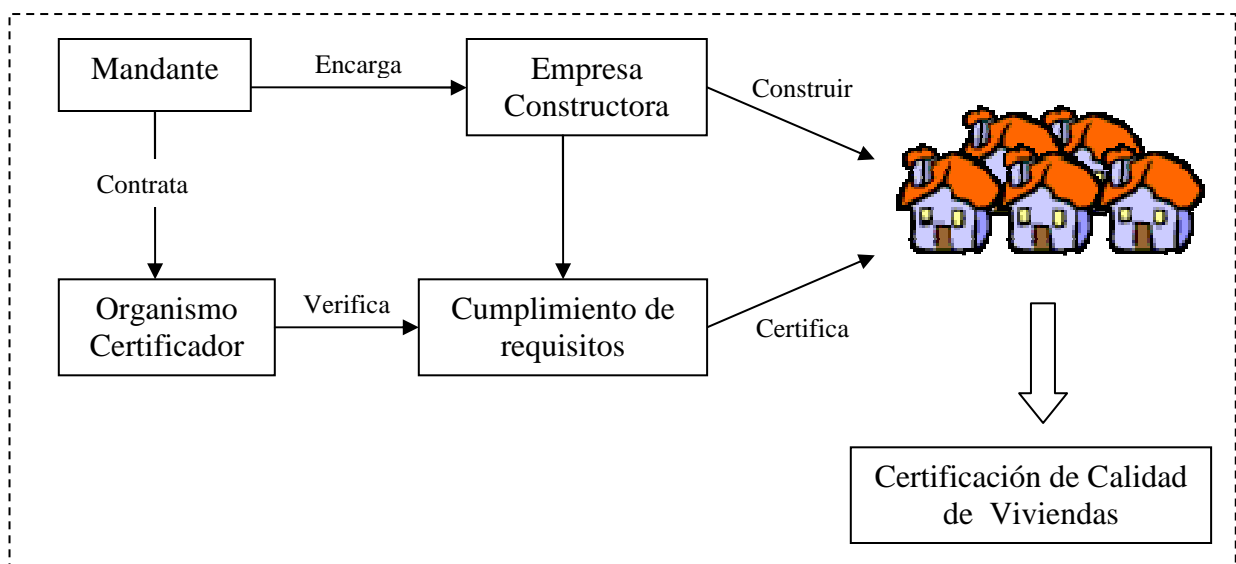 Mandante
Encarga
Empresa
Constructora
Construir
Contrata
Organismo
Certificador
Verifica
Cumplimiento de
requisitos
Certifica
Certificación de Calidad
de Viviendas